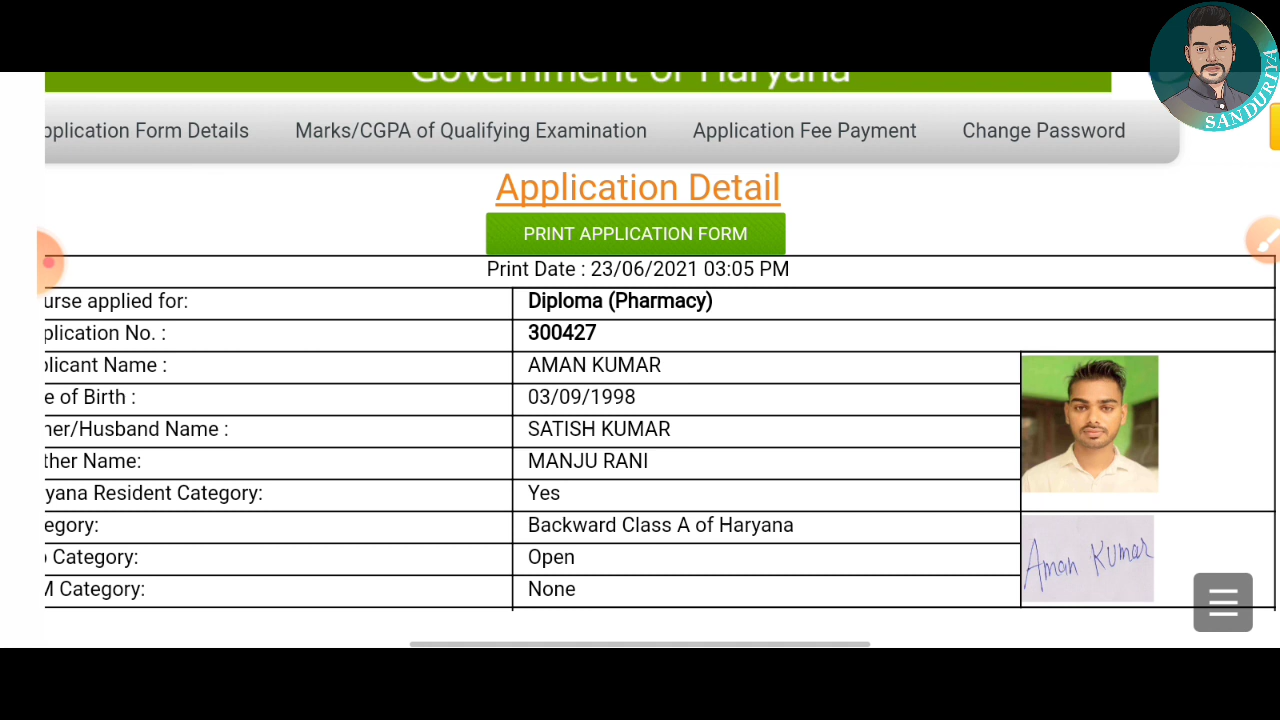 Government of Haryana
SANDURIYA
pplication Form Details Marks/CGPA of Qualifying Examination Application Fee Payment Change Password
Application Detail
PRINT APPLICATION FORM
Print Date : 23/06/2021 03:05 PM
urse applied for: Diploma (Pharmacy)
plication No. : 300427
plicant Name : AMAN KUMAR
e of Birth : 03/09/1998
her/Husband Name : SATISH KUMAR
ther Name: MANJU RANI
yana Resident Category: Yes
egory: Backward Class A of Haryana
Category: Open
M Category: None
Aman Kumar